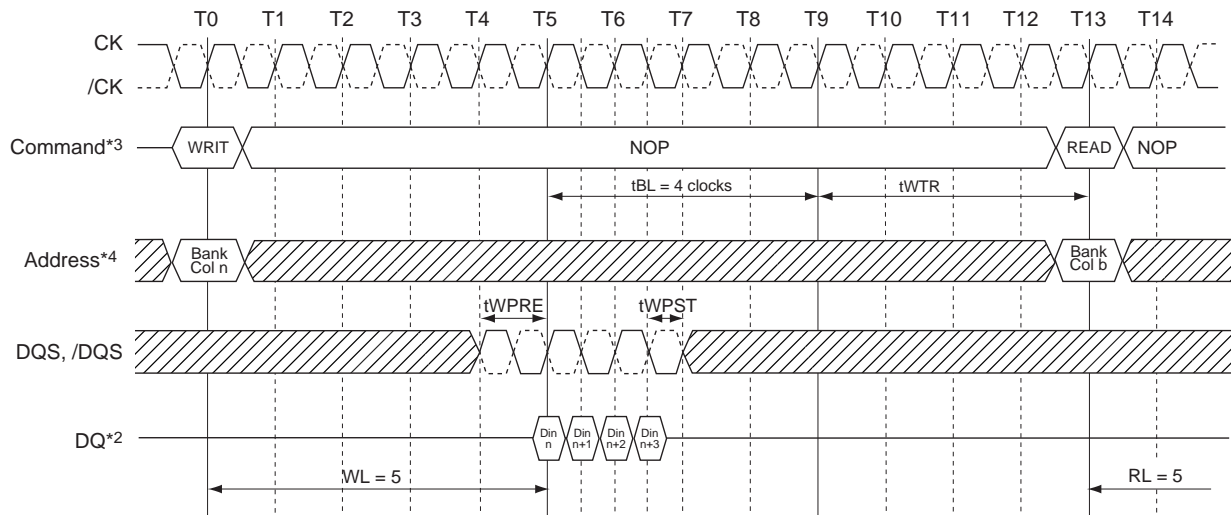 T0 T1 T2 T3 T4 T5 T6 T7 T8 T9 T10 T11 T12 T13 T14
CK
/CK
Command*3 WRIT NOP READ NOP
tBL = 4 clocks tWTR
Address*4 Bank Col n Bank Col b
tWPRE tWPST
DQS, /DQS
DQ*2 Din n Din n+1 Din n+2 Din n+3
WL = 5 RL = 5